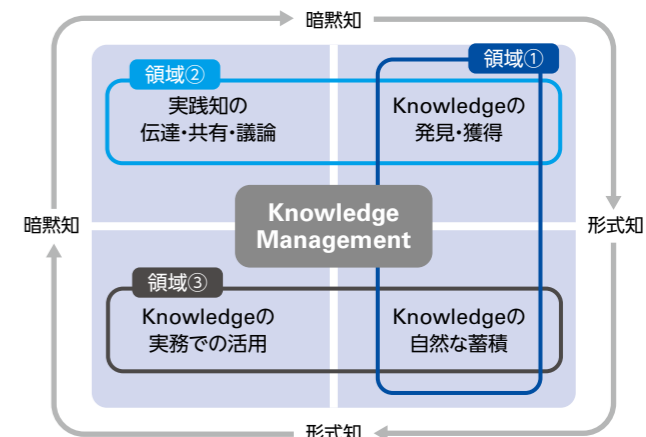 暗黙知
領域①
領域②
実践知の
伝達・共有・議論
Knowledgeの
発見・獲得
暗黙知
Knowledge
Management
形式知
領域③
Knowledgeの
実務での活用
Knowledgeの
自然な蓄積
形式知